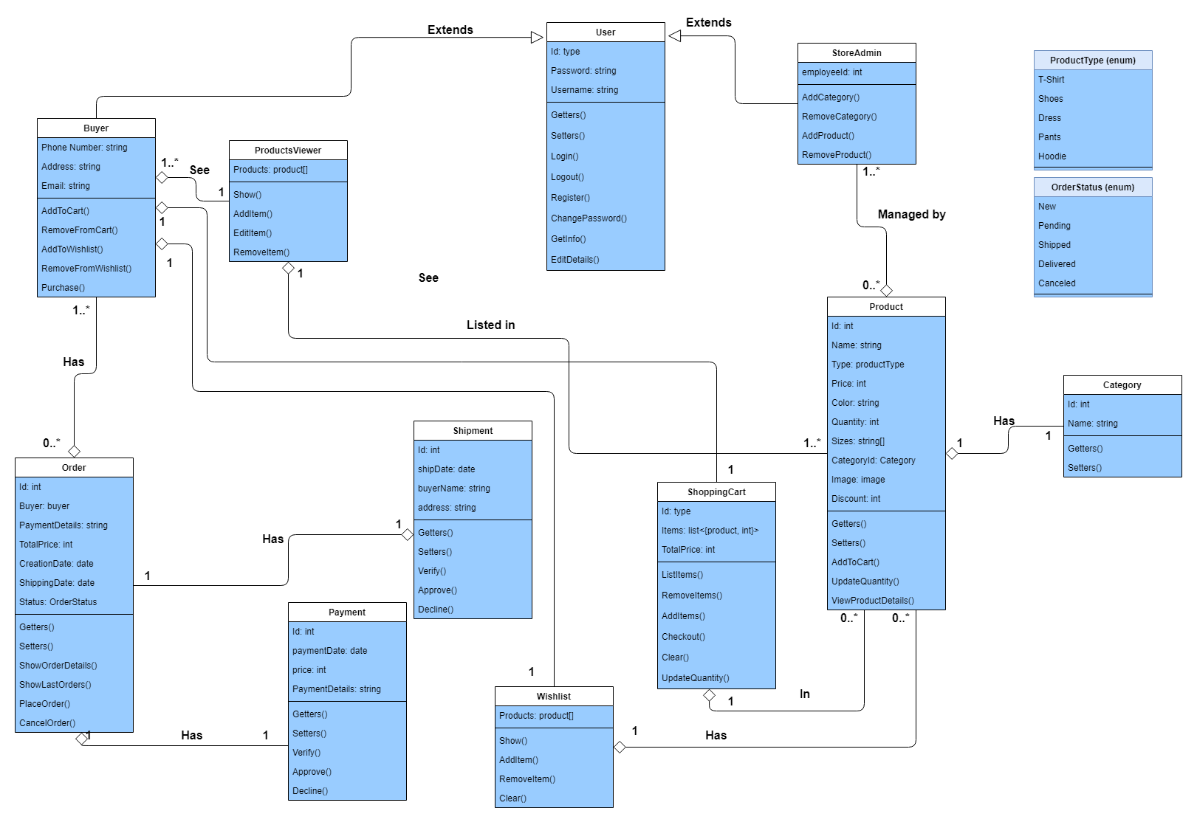 Extends
Extends
User
Id: type
Password: string
Username: string
Getters()
Setters()
Login()
Logout()
Register()
ChangePassword()
GetInfo()
EditDetails()
StoreAdmin
employeeId: int
AddCategory()
RemoveCategory()
AddProduct()
RemoveProduct()
1..*
Managed by
0..*
ProductType (enum)
T-Shirt
Shoes
Dress
Pants
Hoodie
OrderStatus (enum)
New
Pending
Shipped
Delivered
Canceled
Buyer
Phone Number: string
Address: string
Email: string
AddToCart()
RemoveFromCart()
AddToWishlist()
RemoveFromWishlist()
Purchase()
1..*
See
1
1
1
ProductsViewer
Products: product[]
Show()
AddItem()
EditItem()
RemoveItem()
1
See
Listed in
1..*
1..*
Has
0..*
Product
Id: int
Name: string
Type: productType
Price: int
Color: string
Quantity: int
Sizes: string[]
CategoryId: Category
Image: image
Discount: int
Getters()
Setters()
AddToCart()
UpdateQuantity()
ViewProductDetails()
0..*
0..*
1
Has
1
Category
Id: int
Name: string
Getters()
Setters()
Order
Id: int
Buyer: buyer
PaymentDetails: string
TotalPrice: int
CreationDate: date
ShippingDate: date
Status: OrderStatus
Getters()
Setters()
ShowOrderDetails()
ShowLastOrders()
PlaceOrder()
CancelOrder()
1
Has
1
Shipment
Id: int
shipDate: date
buyerName: string
address: string
Getters()
Setters()
Verify()
Approve()
Decline()
1
Has
1
Payment
Id: int
paymentDate: date
price: int
PaymentDetails: string
Getters()
Setters()
Verify()
Approve()
Decline()
1
ShoppingCart
Id: type
Items: list<{product, int}>
TotalPrice: int
ListItems()
RemoveItems()
AddItems()
Checkout()
Clear()
UpdateQuantity()
1
In
1
Wishlist
Products: product[]
Show()
AddItem()
RemoveItem()
Clear()
1
Has